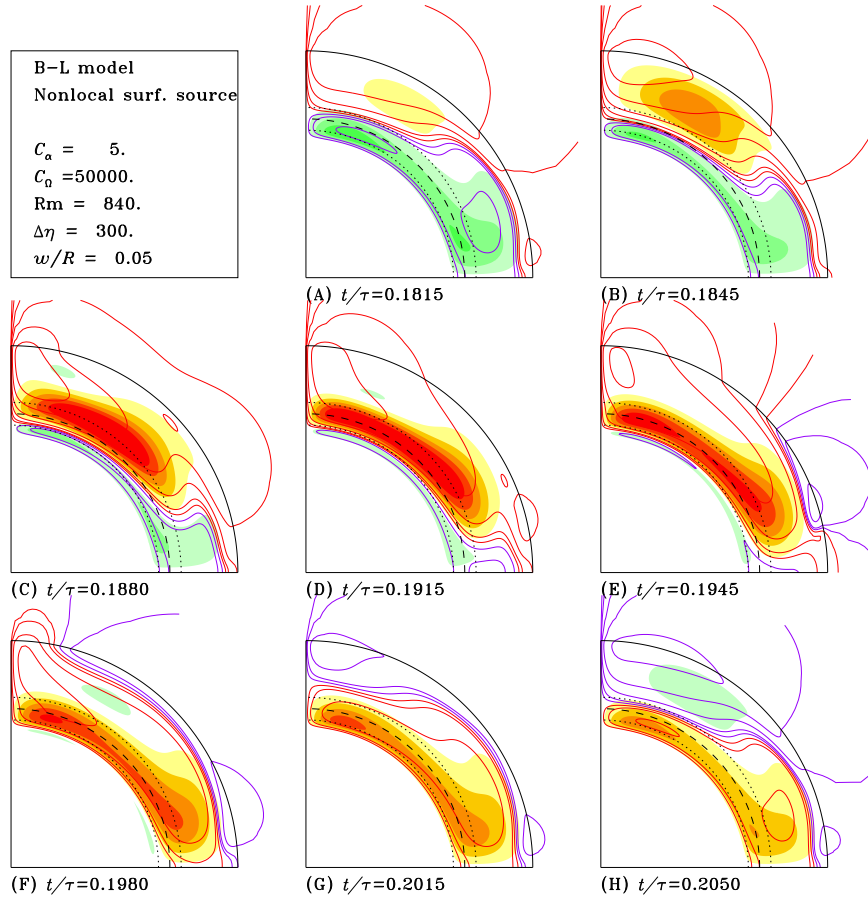 B-L model
Nonlocal surf. source
C_α = 5.
C_Ω =50000.
Rm = 840.
Δη = 300.
w/R = 0.05
(A) t/τ=0.1815
(B) t/τ=0.1845
(C) t/τ=0.1880
(D) t/τ=0.1915
(E) t/τ=0.1945
(F) t/τ=0.1980
(G) t/τ=0.2015
(H) t/τ=0.2050